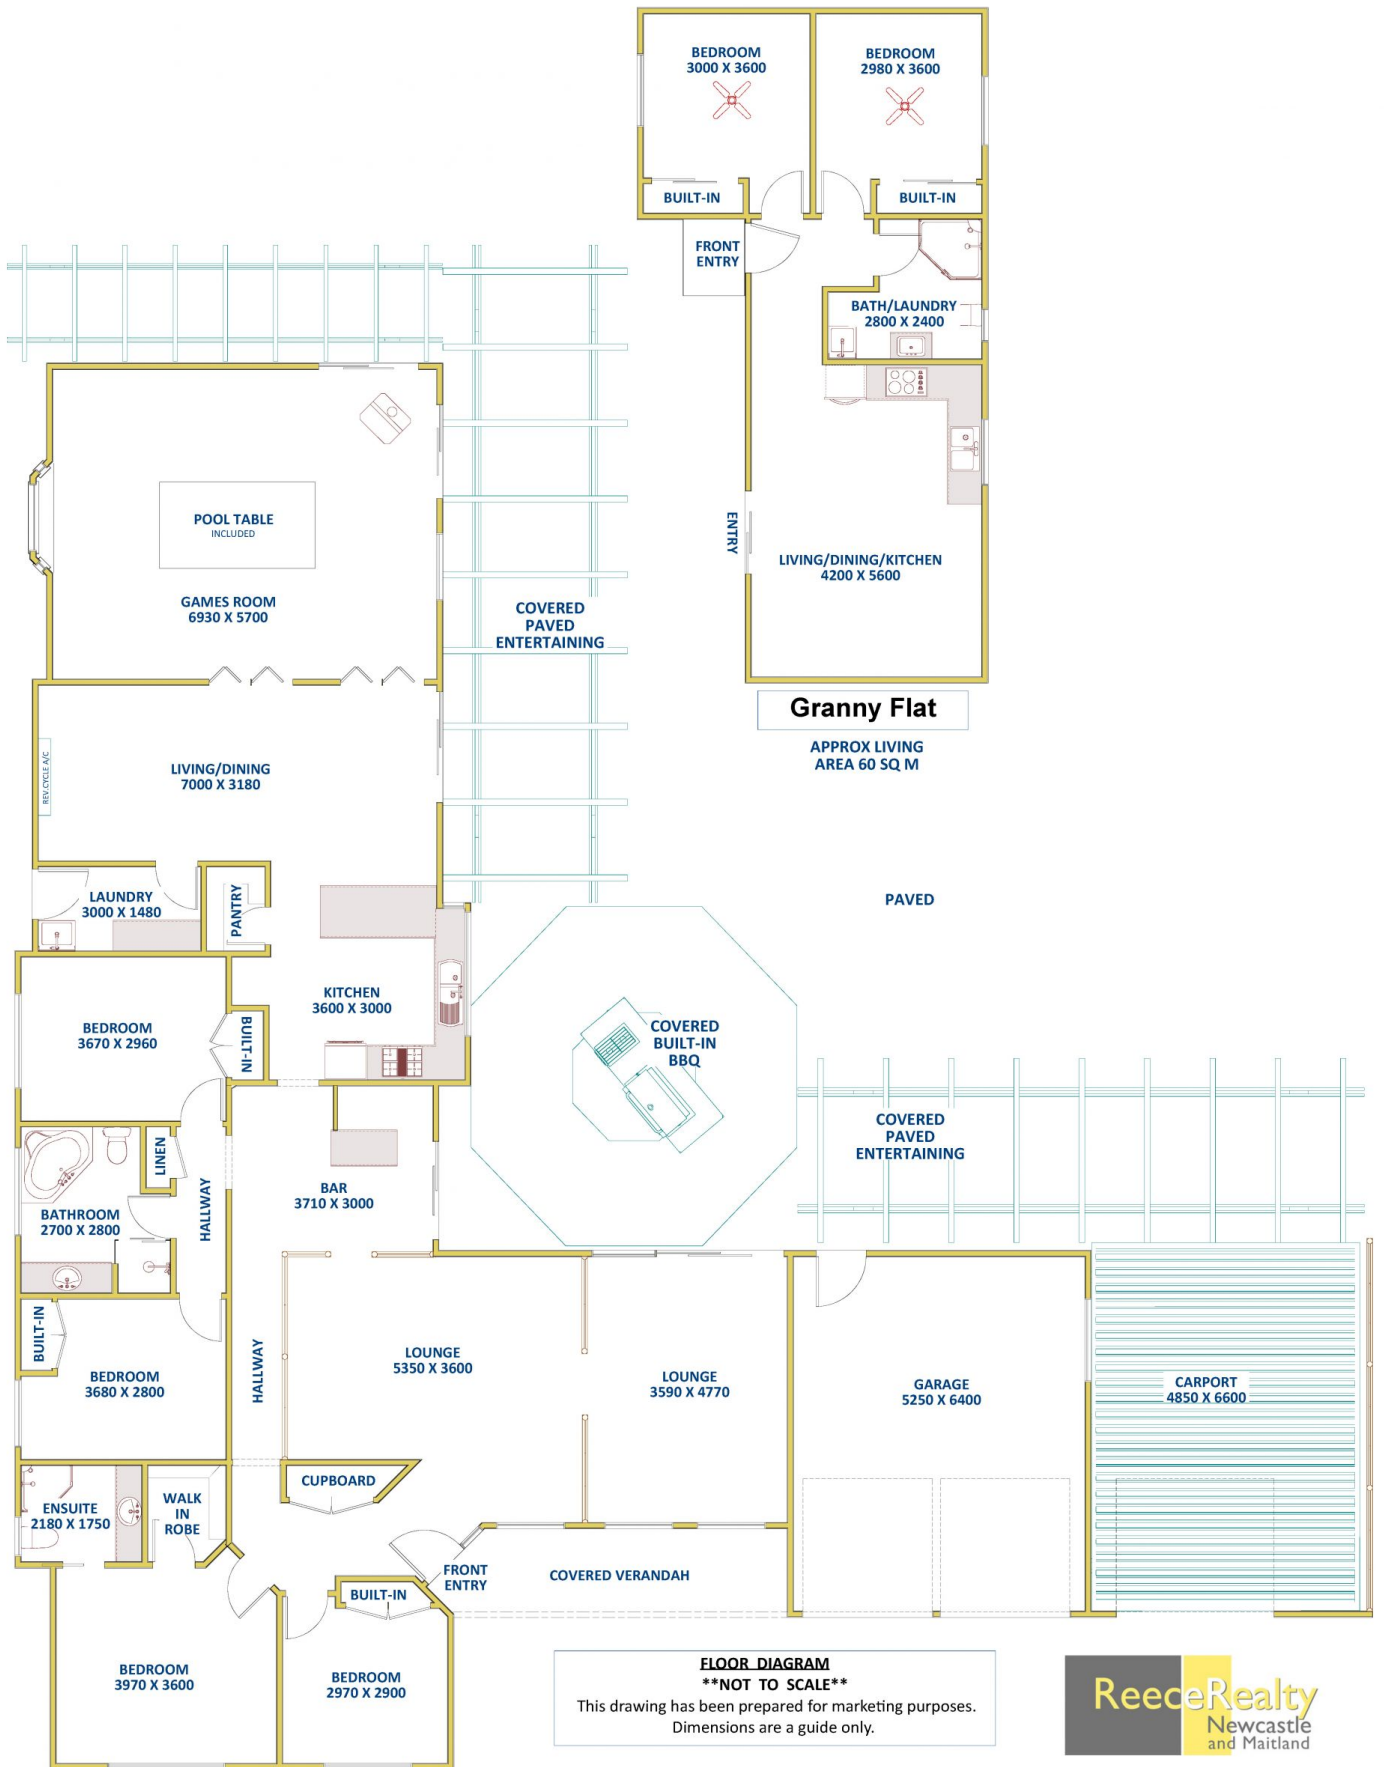 BEDROOM
3000 X 3600
BEDROOM
2980 X 3600
BUILT-IN
BUILT-IN
FRONT
ENTRY
BATH/LAUNDRY
2800 X 2400
ENTRY
LIVING/DINING/KITCHEN
4200 X 5600
Granny Flat
APPROX LIVING
AREA 60 SQ M
POOL TABLE
INCLUDED
GAMES ROOM
6930 X 5700
COVERED
PAVED
ENTERTAINING
REV.CYCLE A/C
LIVING/DINING
7000 X 3180
LAUNDRY
3000 X 1480
PANTRY
PAVED
KITCHEN
3600 X 3000
BEDROOM
3670 X 2960
BUILT-IN
COVERED
BUILT-IN
BBQ
COVERED
PAVED
ENTERTAINING
LINEN
HALLWAY
BAR
3710 X 3000
BATHROOM
2700 X 2800
BUILT-IN
BEDROOM
3680 X 2800
HALLWAY
LOUNGE
5350 X 3600
LOUNGE
3590 X 4770
GARAGE
5250 X 6400
CARPORT
4850 X 6600
CUPBOARD
ENSUITE
2180 X 1750
WALK
IN
ROBE
FRONT
ENTRY
COVERED VERANDAH
BUILT-IN
BEDROOM
3970 X 3600
BEDROOM
2970 X 2900
FLOOR DIAGRAM
**NOT TO SCALE**
This drawing has been prepared for marketing purposes.
Dimensions are a guide only.
ReeceRealty
Newcastle
and Maitland